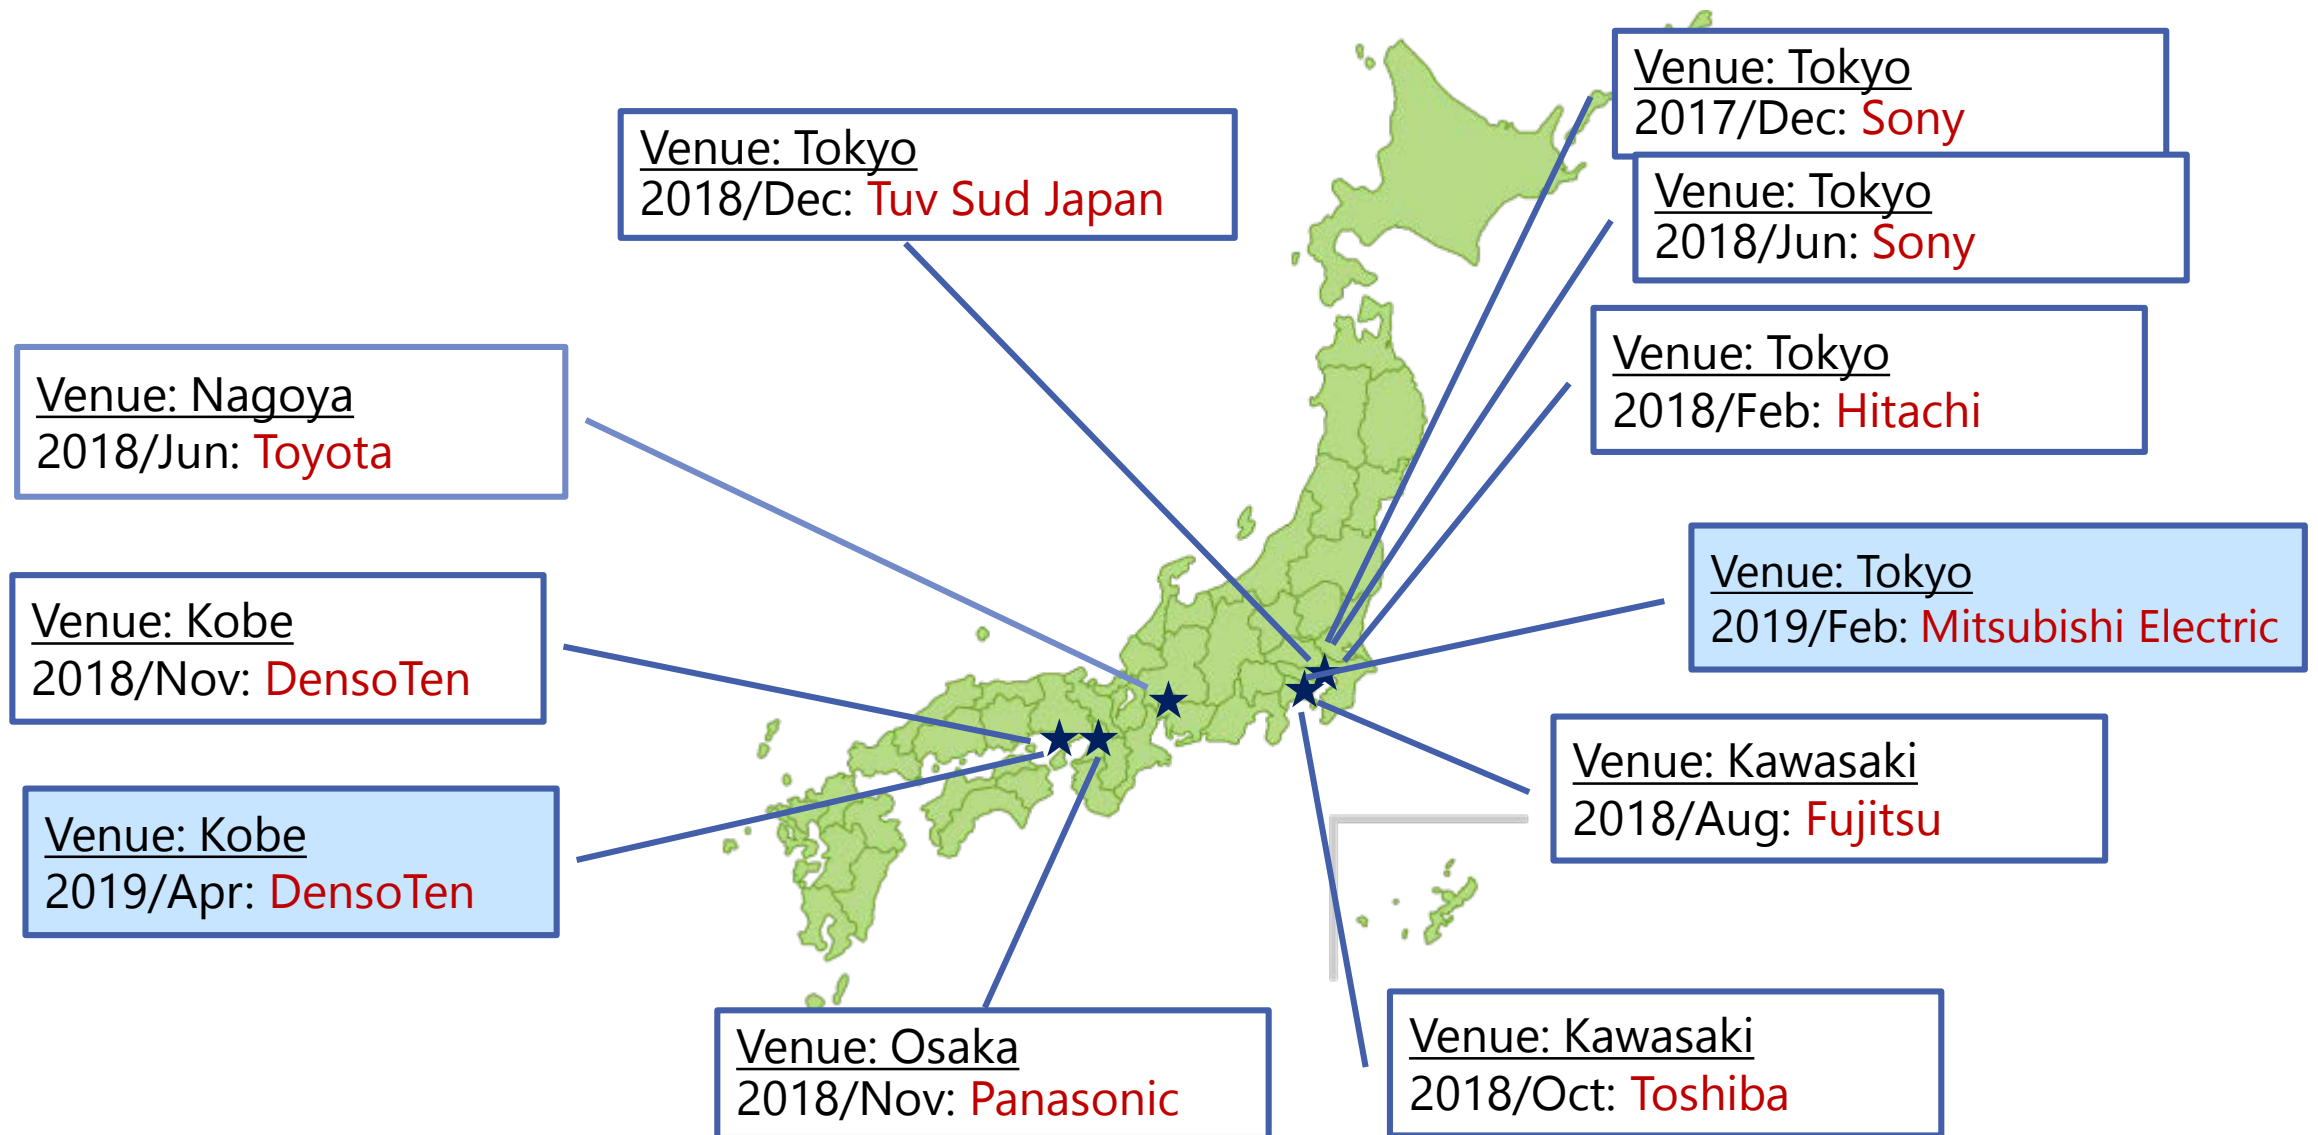 Venue: Tokyo
2017/Dec: Sony
Venue: Tokyo
2018/Dec: Tuv Sud Japan
Venue: Tokyo
2018/Jun: Sony
Venue: Tokyo
2018/Feb: Hitachi
Venue: Nagoya
2018/Jun: Toyota
Venue: Tokyo
2019/Feb: Mitsubishi Electric
Venue: Kobe
2018/Nov: DensoTen
Venue: Kawasaki
2018/Aug: Fujitsu
Venue: Kobe
2019/Apr: DensoTen
Venue: Osaka
2018/Nov: Panasonic
Venue: Kawasaki
2018/Oct: Toshiba